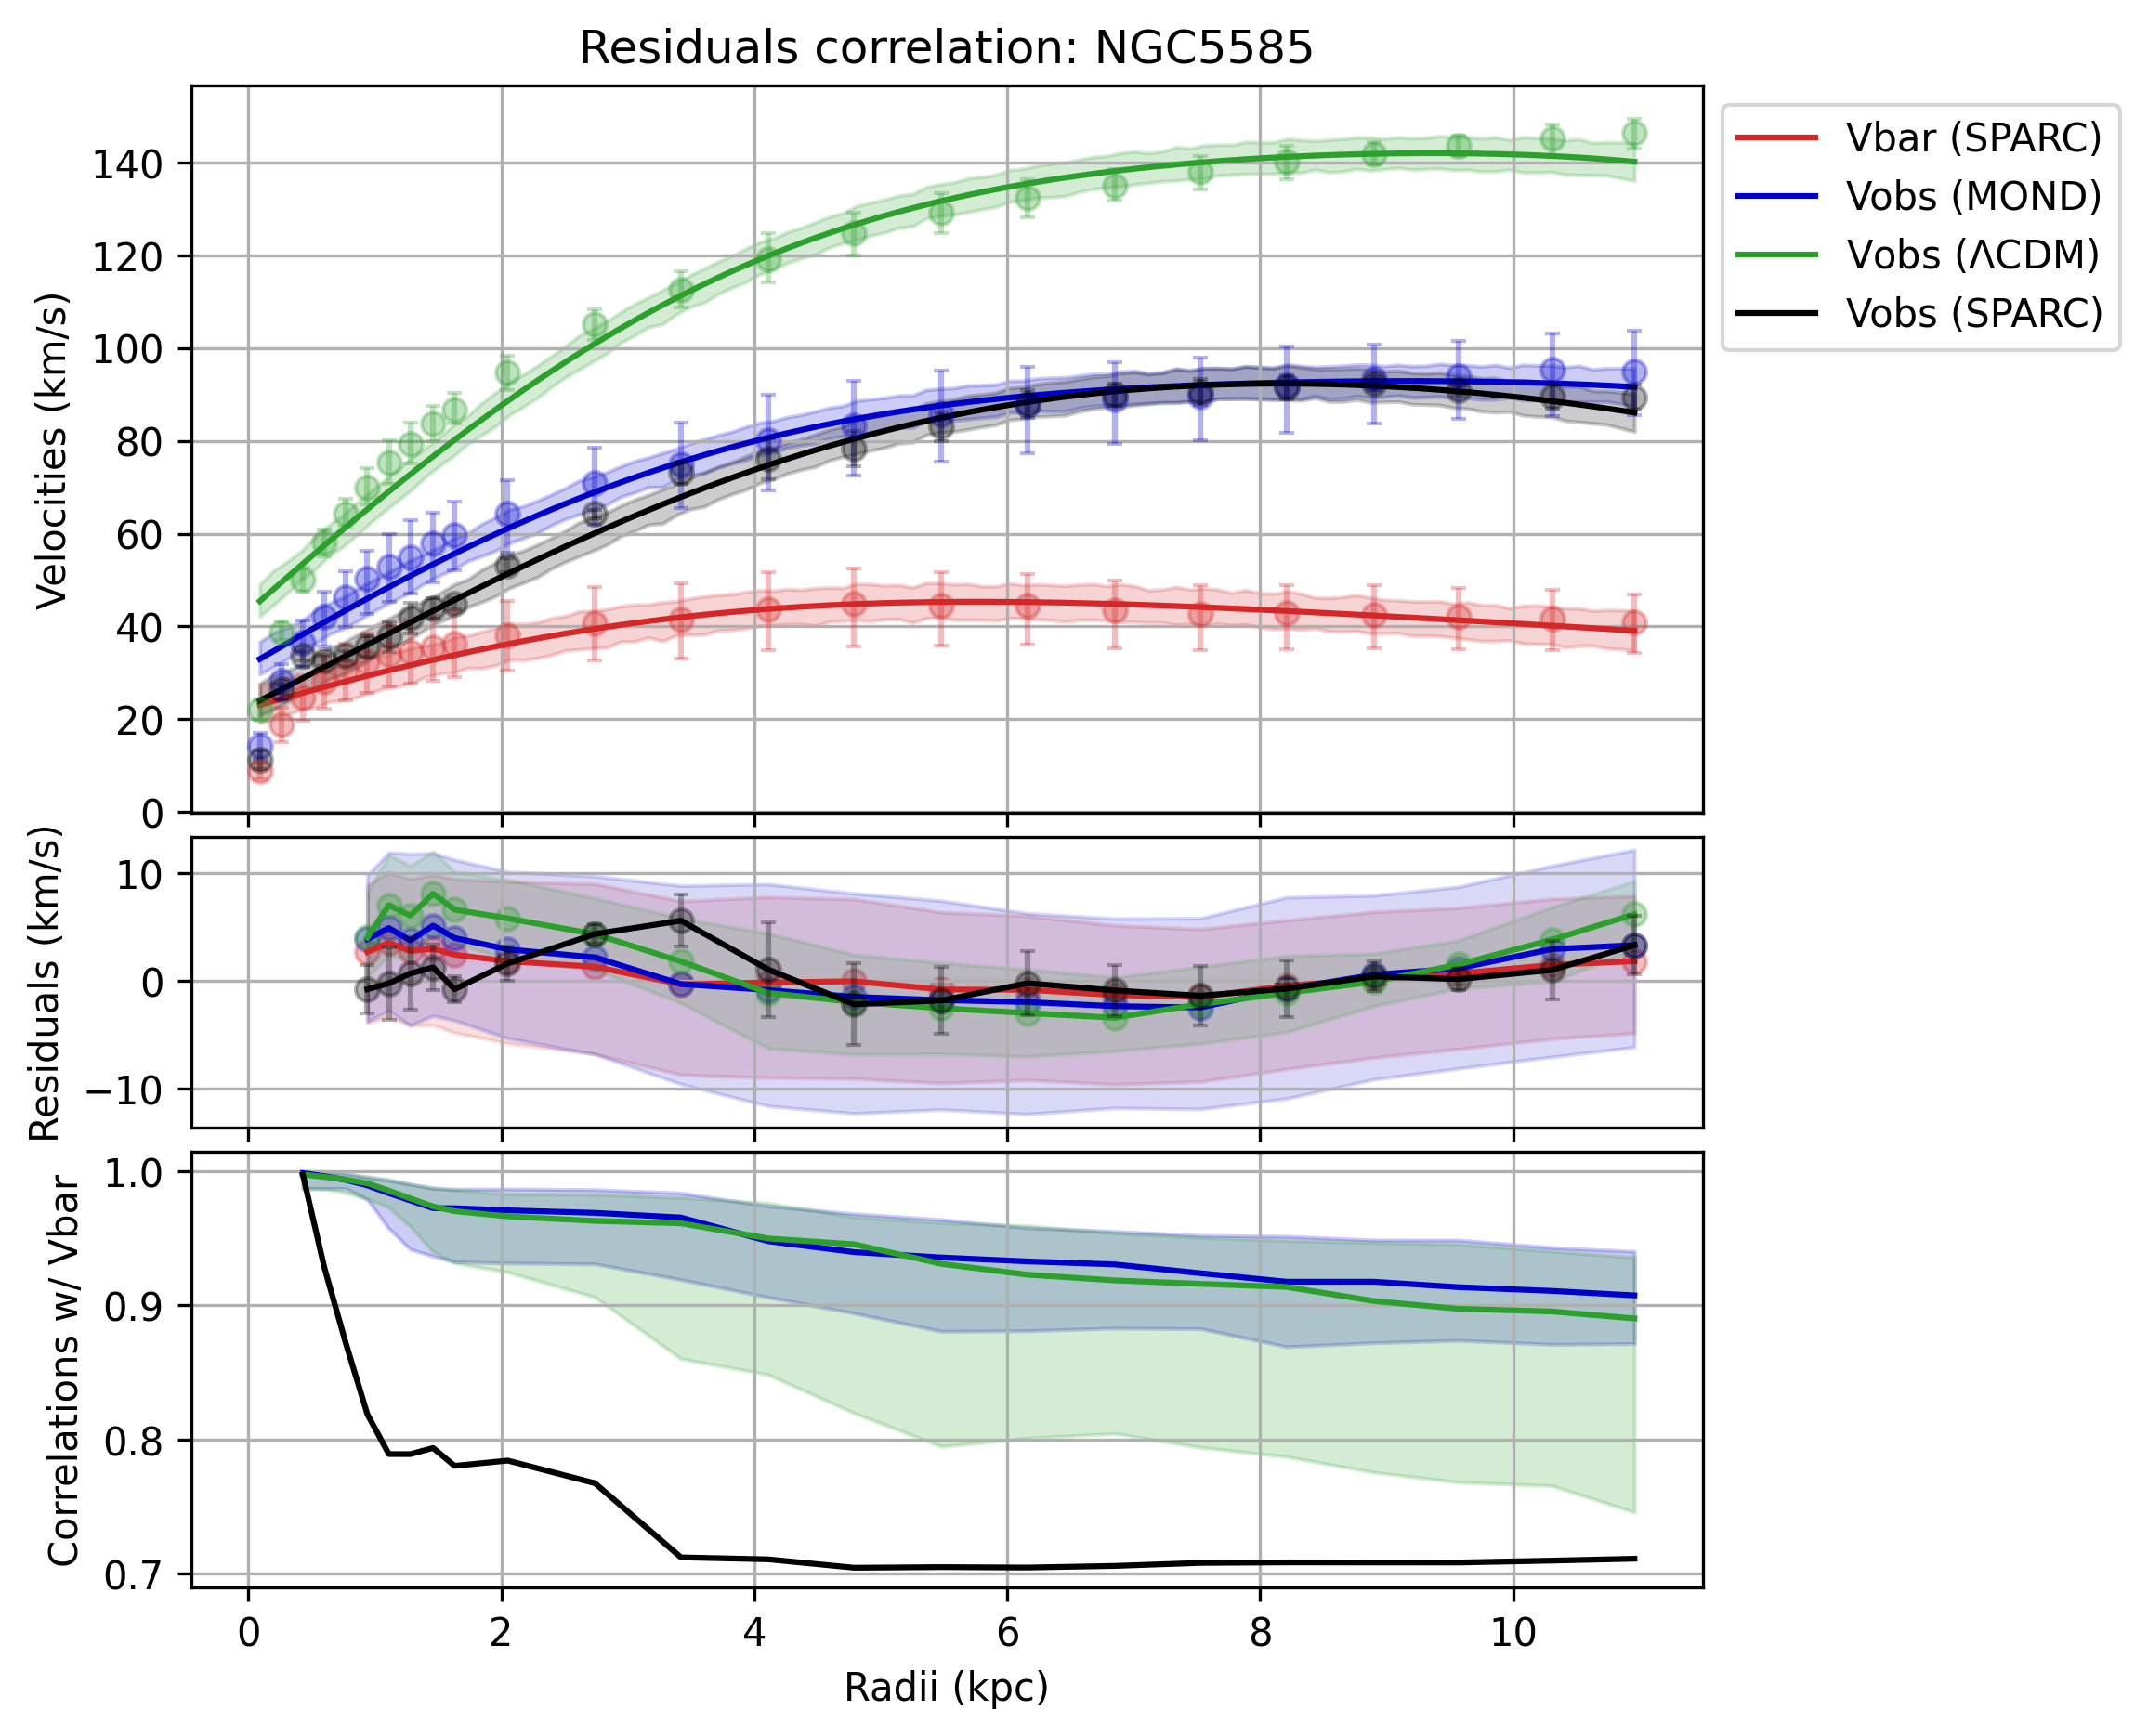 Residuals correlation: NGC5585
Velocities (km/s)
140
120
100
80
60
40
20
0
Vbar (SPARC)
Vobs (MOND)
Vobs (ΛCDM)
Vobs (SPARC)
Residuals (km/s)
10
0
−10
Correlations w/ Vbar
1.0
0.9
0.8
0.7
0 2 4 6 8 10
Radii (kpc)